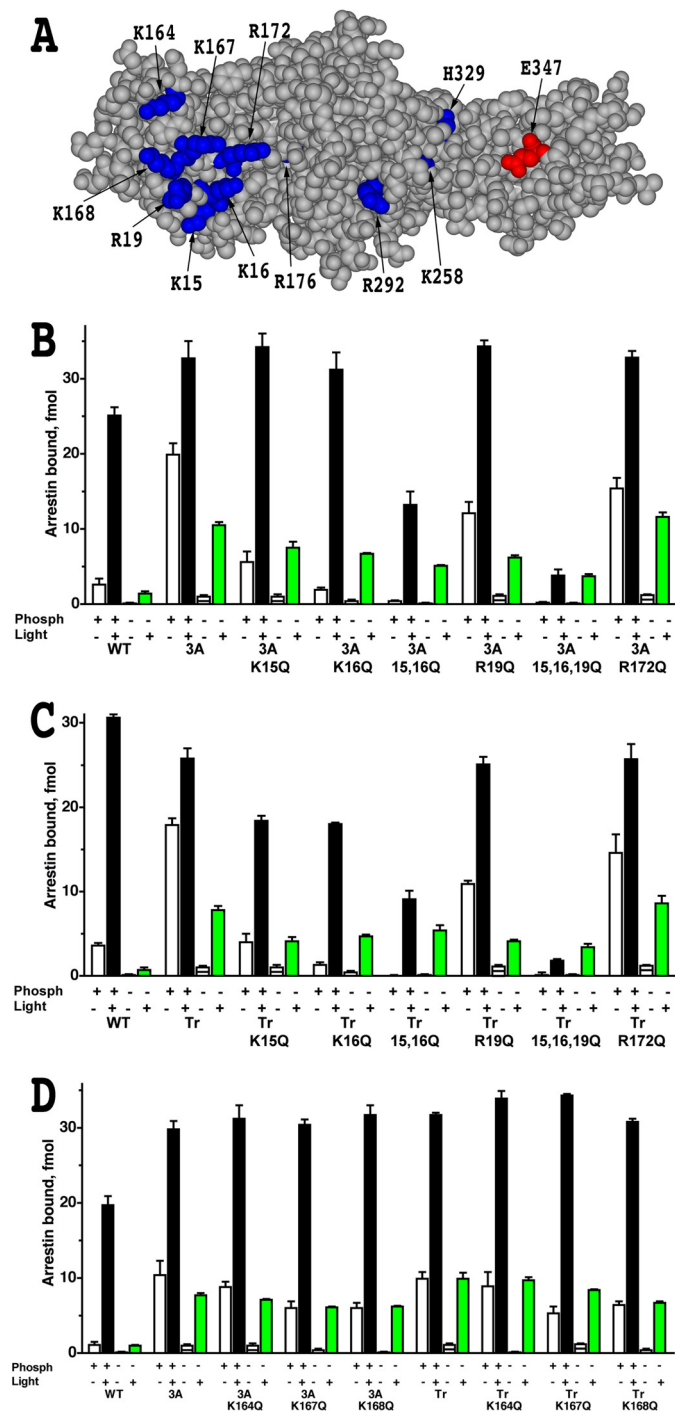 A
K164
K167
R172
H329
E347
K168
R19
K15
K16
R176
R292
K258
B
Arrestin bound, fmol
30
20
10
0
Phosph + + - - + + - - + + - - + + - - + + - - + + - - + + - - + + - -
Light - + - + - + - + - + - + - + - + - + - + - + - + - + - + - + - +
WT 3A 3A 3A 3A 3A 3A 3A
K15Q K16Q 15,16Q R19Q 15,16,19Q R172Q
C
Arrestin bound, fmol
30
20
10
0
Phosph + + - - + + - - + + - - + + - - + + - - + + - - + + - - + + - -
Light - + - + - + - + - + - + - + - + - + - + - + - + - + - + - + - +
WT Tr Tr Tr Tr Tr Tr Tr
K15Q K16Q 15,16Q R19Q 15,16,19Q R172Q
D
Arrestin bound, fmol
30
20
10
0
Phosph + + - - + + - - + + - - + + - - + + - - + + - - + + - - + + - - + + - -
Light - + - + - + - + - + - + - + - + - + - + - + - + - + - + - + - + - + - +
WT 3A 3A 3A 3A Tr Tr Tr Tr
K164Q K167Q K168Q K164Q K167Q K168Q